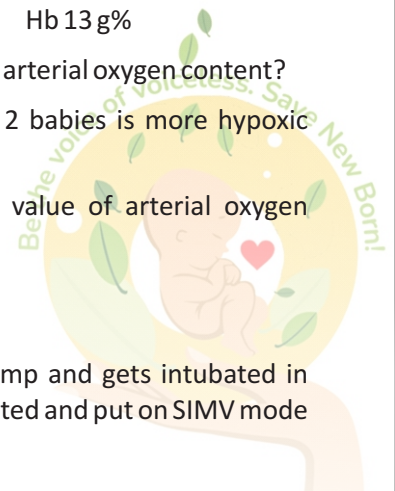 Hb 13 g%
arterial oxygen content?
2 babies is more hypoxic
value of arterial oxygen
mp and gets intubated in
ted and put on SIMV mode
Be the voice of voiceless. Save New Born!